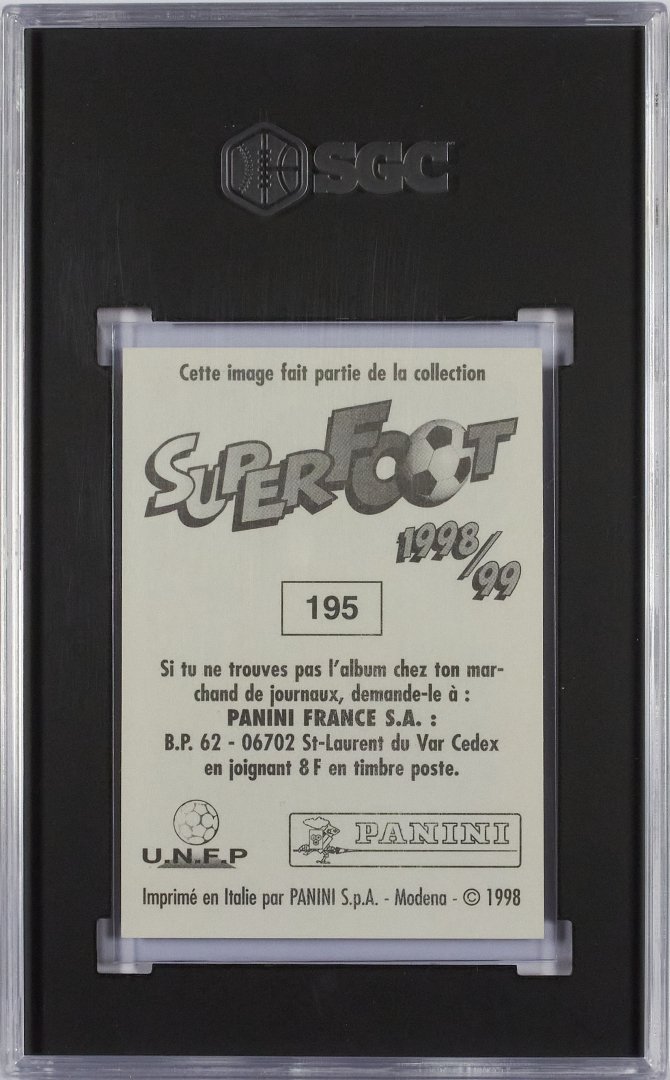 SGC
Cette image fait partie de la collection
SUPERFOOT
1998/99
195
Si tu ne trouves pas l'album chez ton mar-
chand de journaux, demande-le à :
PANINI FRANCE S.A. :
B.P. 62 - 06702 St-Laurent du Var Cedex
en joignant 8 F en timbre poste.
U.N.F.P
PANINI
Imprimé en Italie par PANINI S.p.A. - Modena - © 1998